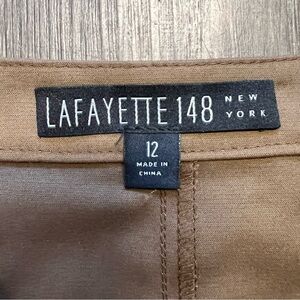 LAFAYETTE 148 NEW YORK
12
MADE IN
CHINA